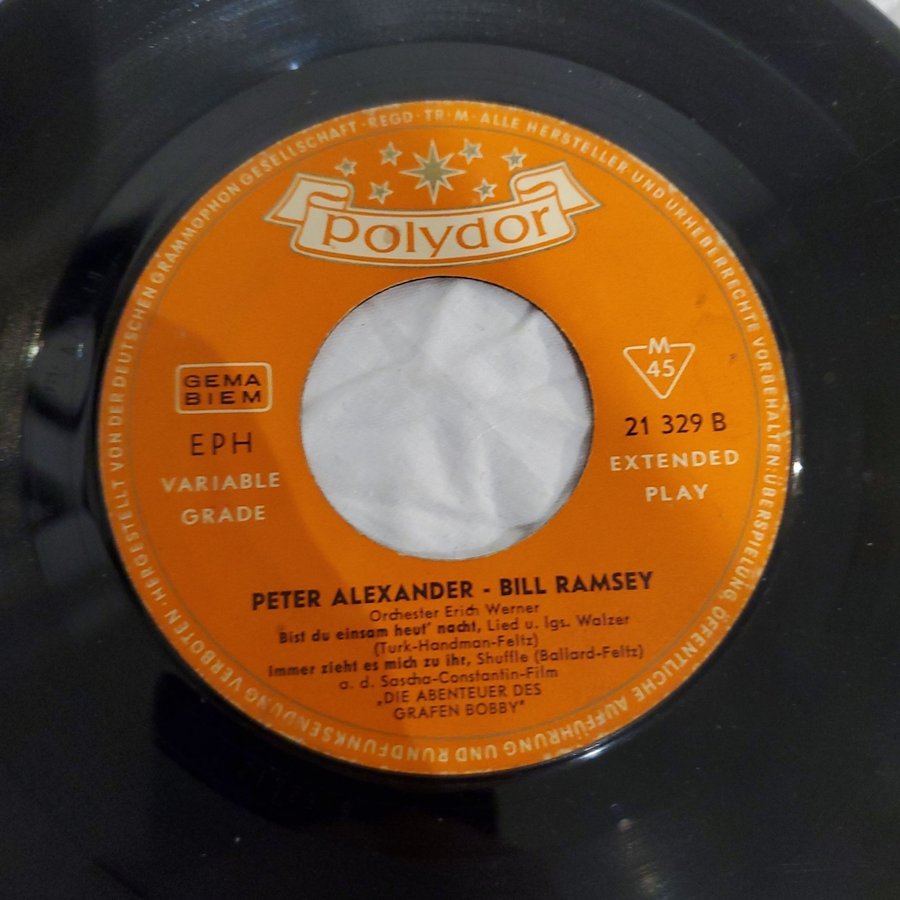 HERGESTELLT VON DER DEUTSCHEN GRAMMOPHON GESELLSCHAFT · REGD · TR · M · ALLE HERSTELLER UND URHEBERRECHTE VORBEHALTEN: ÜBERSPIELUNG, ÖFFENTLICHE AUFFÜHRUNG UND RUNDFUNKSENDUNG VERBOTEN ·
Polydor
GEMA
BIEM
EPH
VARIABLE
GRADE
M
45
21 329 B
EXTENDED
PLAY
PETER ALEXANDER - BILL RAMSEY
Orchester Erich Werner
Bist du einsam heut' nacht, Lied u. lgs. Walzer
(Turk-Handman-Feltz)
Immer zieht es mich zu ihr, Shuffle (Ballard-Feltz)
a. d. Sascha-Constantin-Film
„DIE ABENTEUER DES
GRAFEN BOBBY"